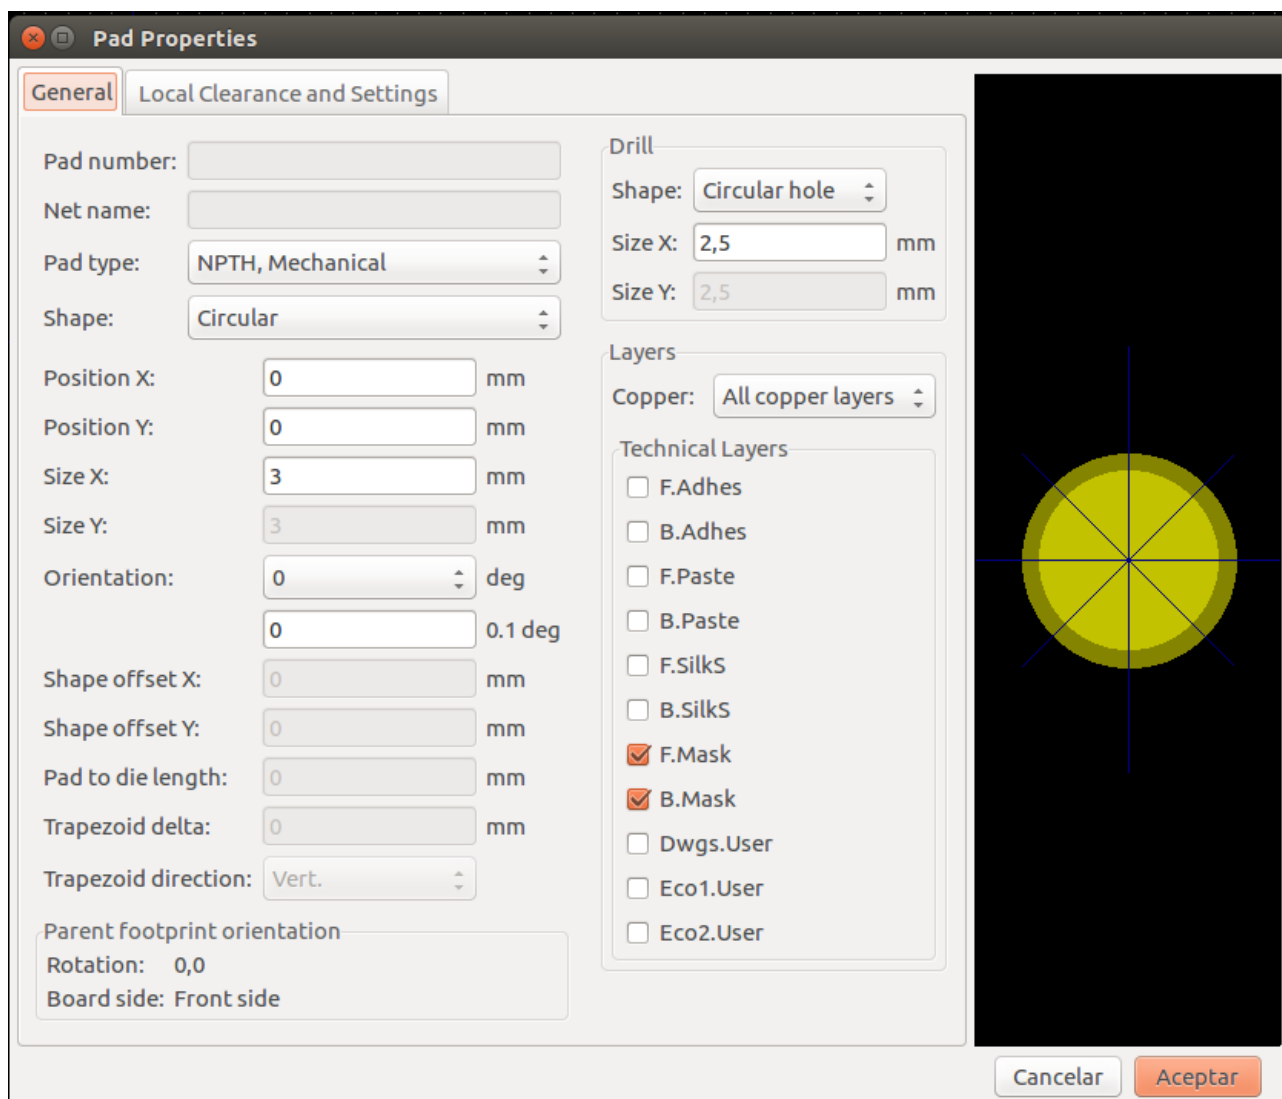 Pad Properties
General
Local Clearance and Settings
Pad number:
Net name:
Pad type: NPTH, Mechanical
Shape: Circular
Position X: 0 mm
Position Y: 0 mm
Size X: 3 mm
Size Y: 3 mm
Orientation: 0 deg
0 0.1 deg
Shape offset X: 0 mm
Shape offset Y: 0 mm
Pad to die length: 0 mm
Trapezoid delta: 0 mm
Trapezoid direction: Vert.
Parent footprint orientation
Rotation: 0,0
Board side: Front side
Drill
Shape: Circular hole
Size X: 2,5 mm
Size Y: 2,5 mm
Layers
Copper: All copper layers
Technical Layers
F.Adhes
B.Adhes
F.Paste
B.Paste
F.SilkS
B.SilkS
F.Mask
B.Mask
Dwgs.User
Eco1.User
Eco2.User
Cancelar
Aceptar